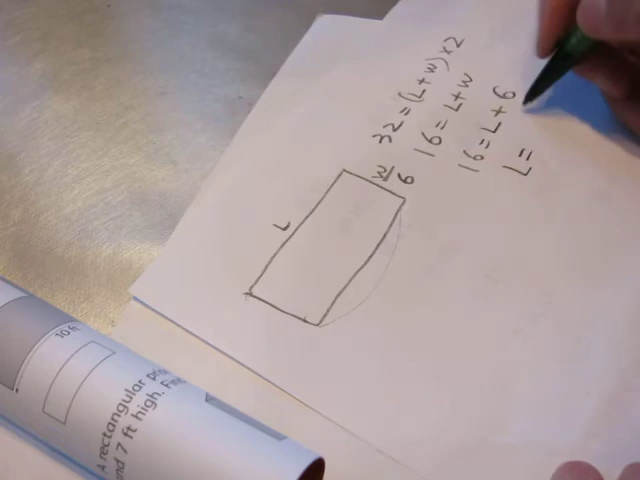 32 = (L+w) × 2
16 = L+w
16 = L + 6
L =
W
6
L
10 ft
A rectangular
and 7 ft high.